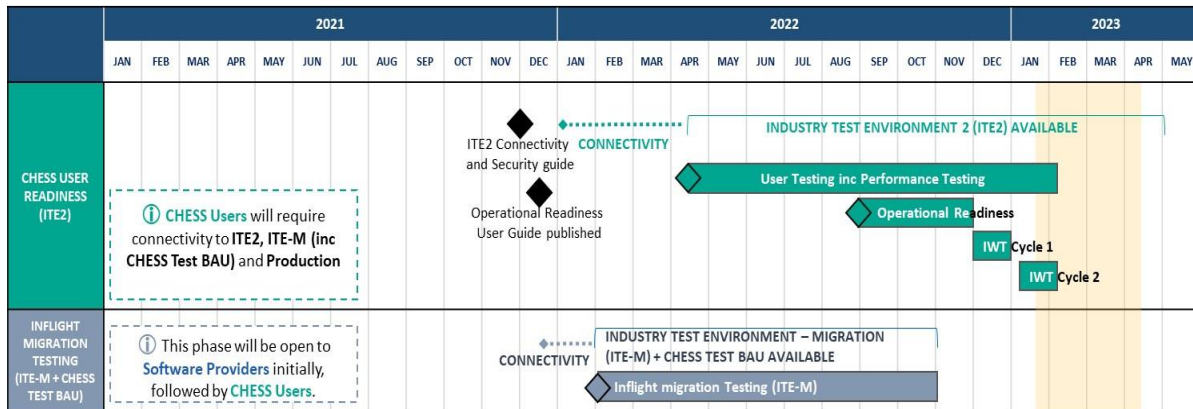 2021 2022 2023
JAN FEB MAR APR MAY JUN JUL AUG SEP OCT NOV DEC JAN FEB MAR APR MAY JUN JUL AUG SEP OCT NOV DEC JAN FEB MAR APR MAY
CHESS USER
READINESS
(ITE2)
ⓘ CHESS Users will require
connectivity to ITE2, ITE-M (inc
CHESS Test BAU) and Production
ITE2 Connectivity
and Security guide
Operational Readiness
User Guide published
CONNECTIVITY
INDUSTRY TEST ENVIRONMENT 2 (ITE2) AVAILABLE
User Testing inc Performance Testing
Operational Readiness
IWT Cycle 1
IWT Cycle 2
INFLIGHT
MIGRATION
TESTING
(ITE-M + CHESS
TEST BAU)
ⓘ This phase will be open to
Software Providers initially,
followed by CHESS Users.
CONNECTIVITY
INDUSTRY TEST ENVIRONMENT – MIGRATION
(ITE-M) + CHESS TEST BAU AVAILABLE
Inflight migration Testing (ITE-M)